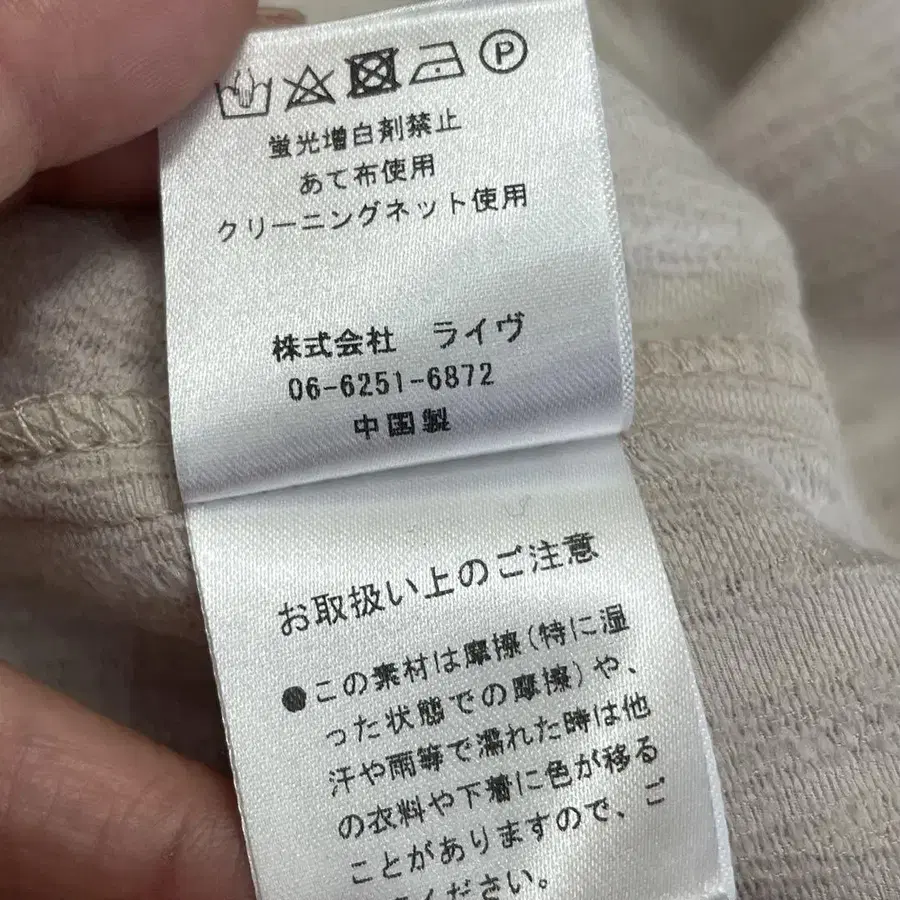 P
蛍光増白剤禁止
あて布使用
クリーニングネット使用
株式会社 ライヴ
06-6251-6872
中国製
お取扱い上のご注意
●この素材は摩擦(特に湿
った状態での摩擦)や、
汗や雨等で濡れた時は他
の衣料や下着に色が移る
ことがありますので、ご
ください。